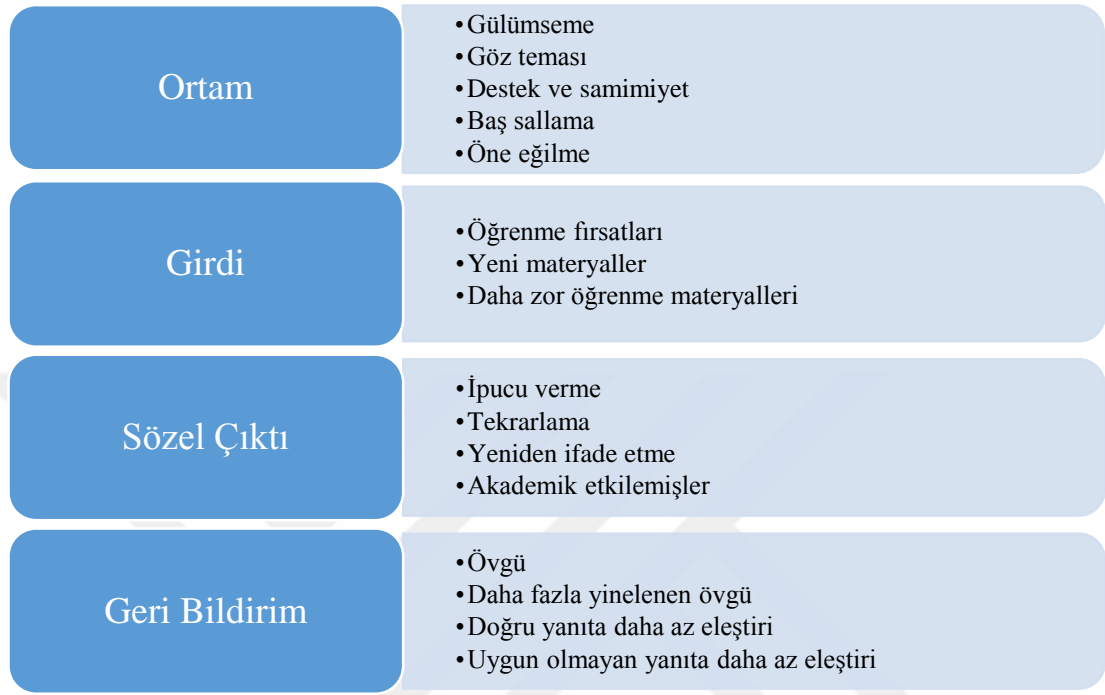 Ortam
•Gülümseme
•Göz teması
•Destek ve samimiyet
•Baş sallama
•Öne eğilme
Girdi
•Öğrenme fırsatları
•Yeni materyaller
•Daha zor öğrenme materyalleri
Sözel Çıktı
•İpucu verme
•Tekrarlama
•Yeniden ifade etme
•Akademik etkilemişler
Geri Bildirim
•Övgü
•Daha fazla yinelenen övgü
•Doğru yanıta daha az eleştiri
•Uygun olmayan yanıta daha az eleştiri